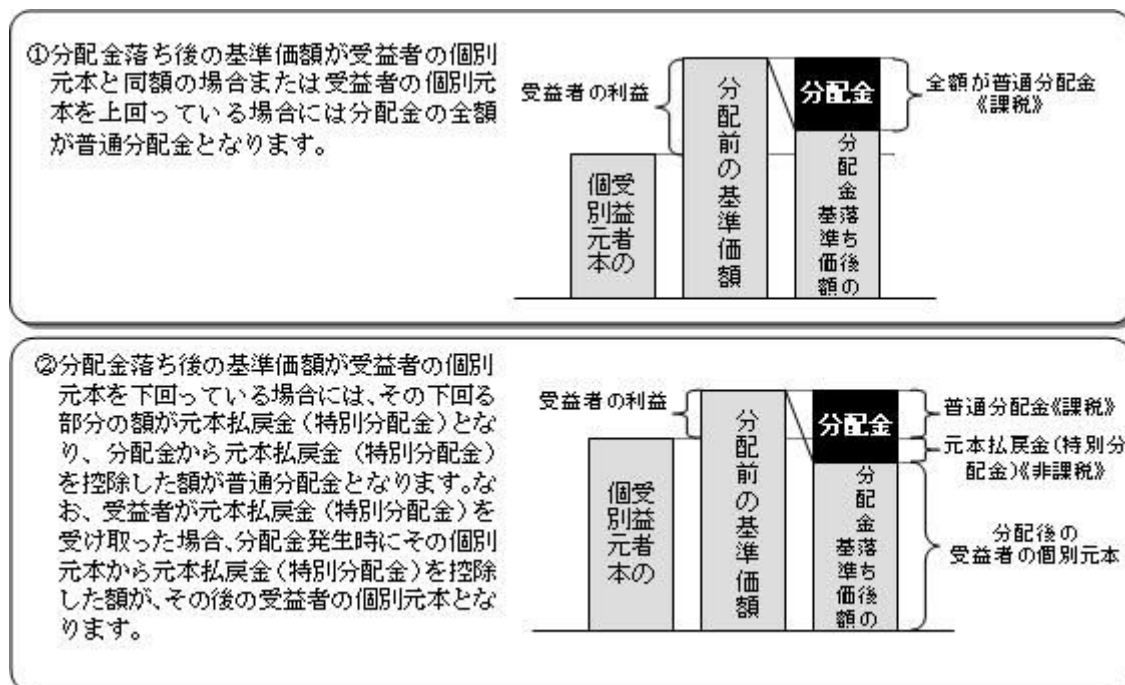 ①分配金落ち後の基準価額が受益者の個別
元本と同額の場合または受益者の個別元
本を上回っている場合には分配金の全額
が普通分配金となります。
受益者の利益
受益者の
個別元本
分配前の基準価額
分配金
分配金落ち後の
基準価額
全額が普通分配金
《課税》
②分配金落ち後の基準価額が受益者の個別
元本を下回っている場合には、その下回る
部分の額が元本払戻金（特別分配金）とな
り、分配金から元本払戻金（特別分配金）
を控除した額が普通分配金となります。な
お、受益者が元本払戻金（特別分配金）を
受け取った場合、分配金発生時にその個別
元本から元本払戻金（特別分配金）を控除
した額が、その後の受益者の個別元本とな
ります。
受益者の利益
受益者の
個別元本
分配前の基準価額
分配金
分配金落ち後の
基準価額
普通分配金《課税》
元本払戻金（特別分
配金）《非課税》
分配後の
受益者の個別元本